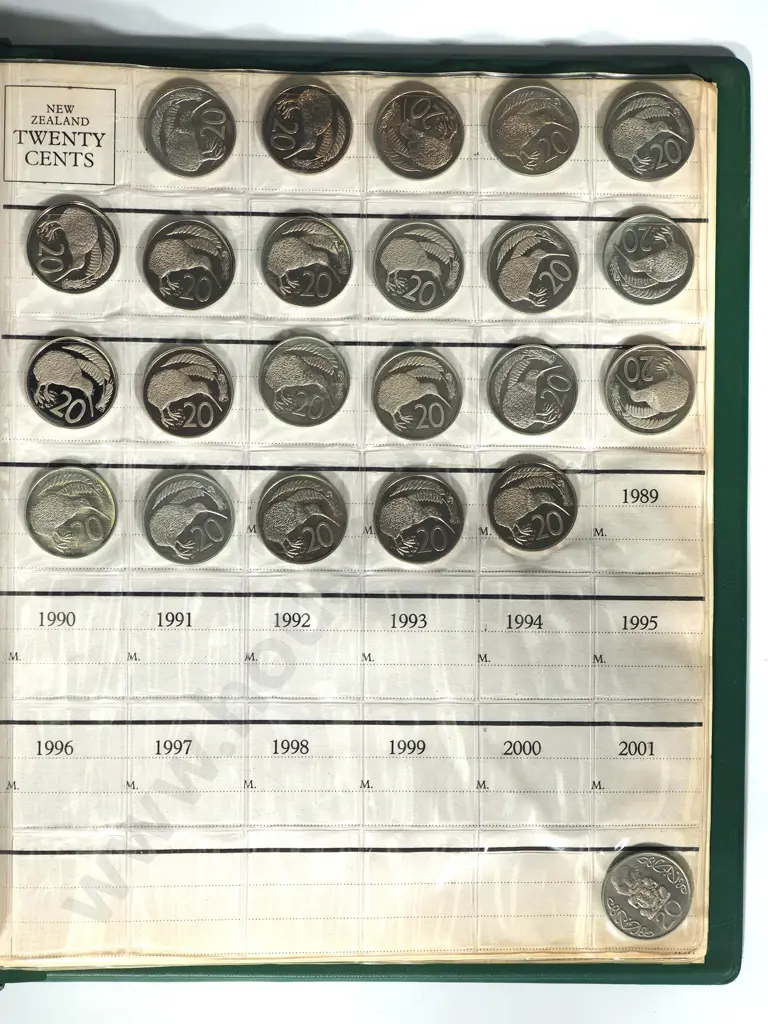 NEW
ZEALAND
TWENTY
CENTS
20 20 20 20 20
20 20 20 20 20 20
20 20 20 20 20 20
20 20 20 20 20 1989
M. M. M. M.
1990 1991 1992 1993 1994 1995
M. M. M. M. M. M.
1996 1997 1998 1999 2000 2001
M. M. M. M. M. M.
20